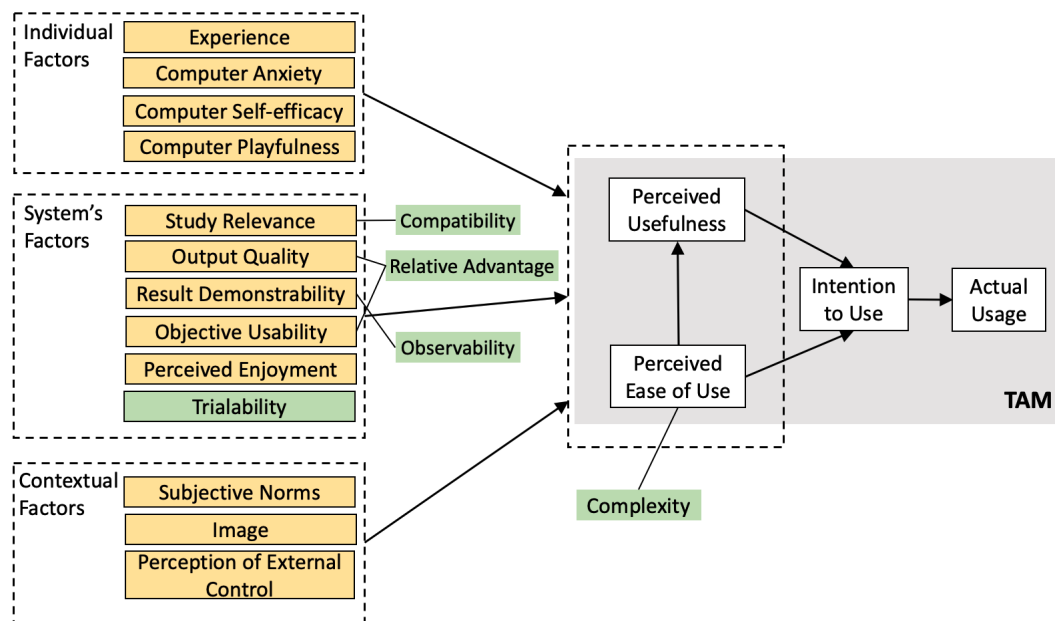 Individual
Factors
Experience
Computer Anxiety
Computer Self-efficacy
Computer Playfulness
System's
Factors
Study Relevance
Output Quality
Result Demonstrability
Objective Usability
Perceived Enjoyment
Trialability
Compatibility
Relative Advantage
Observability
Contextual
Factors
Subjective Norms
Image
Perception of External
Control
Perceived
Usefulness
Perceived
Ease of Use
Complexity
Intention
to Use
Actual
Usage
TAM